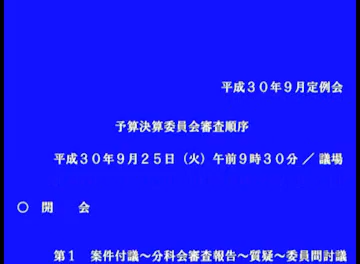 平成３０年９月定例会
予算決算委員会審査順序
平成３０年９月２５日（火）午前９時３０分 ／ 議場
○ 開　　会
第１　案件付議～分科会審査報告～質疑～委員間討議